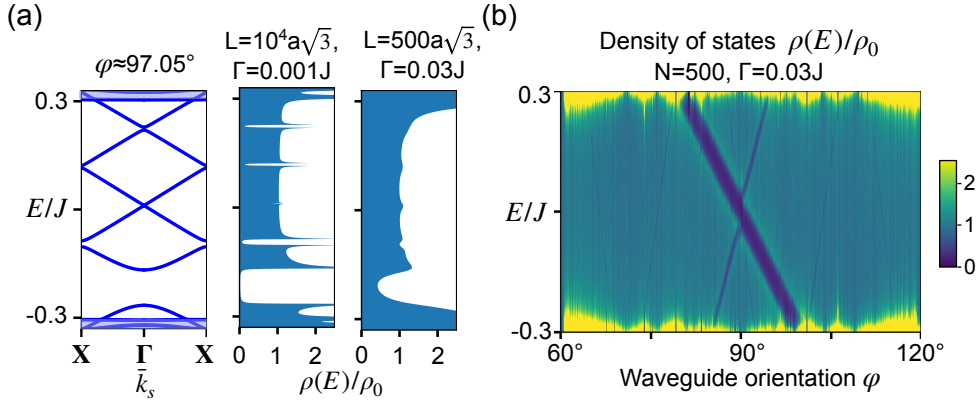 (a)
φ≈97.05°
L=10⁴a√3,
Γ=0.001J
L=500a√3,
Γ=0.03J
0.3
E/J
-0.3
X Γ X
k̄ₛ
0 1 2
0 1 2
ρ(E)/ρ₀
(b)
Density of states ρ(E)/ρ₀
N=500, Γ=0.03J
0.3
E/J
-0.3
60° 90° 120°
Waveguide orientation φ
2
1
0